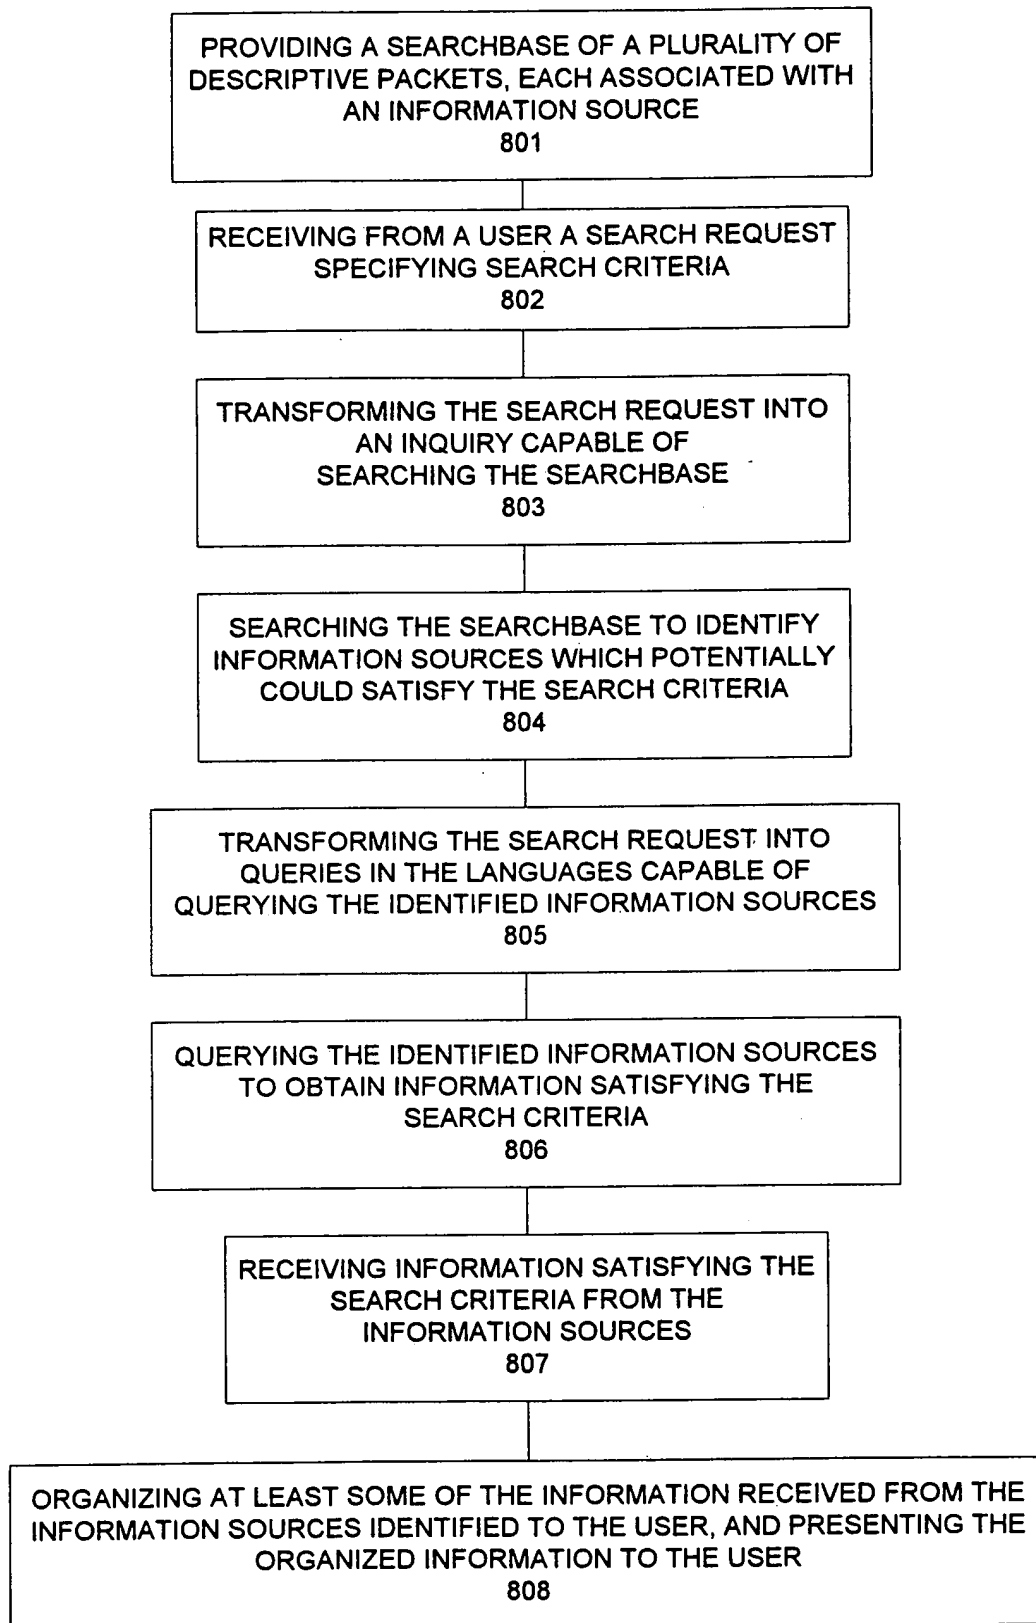 PROVIDING A SEARCHBASE OF A PLURALITY OF
DESCRIPTIVE PACKETS, EACH ASSOCIATED WITH
AN INFORMATION SOURCE
801
RECEIVING FROM A USER A SEARCH REQUEST
SPECIFYING SEARCH CRITERIA
802
TRANSFORMING THE SEARCH REQUEST INTO
AN INQUIRY CAPABLE OF
SEARCHING THE SEARCHBASE
803
SEARCHING THE SEARCHBASE TO IDENTIFY
INFORMATION SOURCES WHICH POTENTIALLY
COULD SATISFY THE SEARCH CRITERIA
804
TRANSFORMING THE SEARCH REQUEST INTO
QUERIES IN THE LANGUAGES CAPABLE OF
QUERYING THE IDENTIFIED INFORMATION SOURCES
805
QUERYING THE IDENTIFIED INFORMATION SOURCES
TO OBTAIN INFORMATION SATISFYING THE
SEARCH CRITERIA
806
RECEIVING INFORMATION SATISFYING THE
SEARCH CRITERIA FROM THE
INFORMATION SOURCES
807
ORGANIZING AT LEAST SOME OF THE INFORMATION RECEIVED FROM THE
INFORMATION SOURCES IDENTIFIED TO THE USER, AND PRESENTING THE
ORGANIZED INFORMATION TO THE USER
808